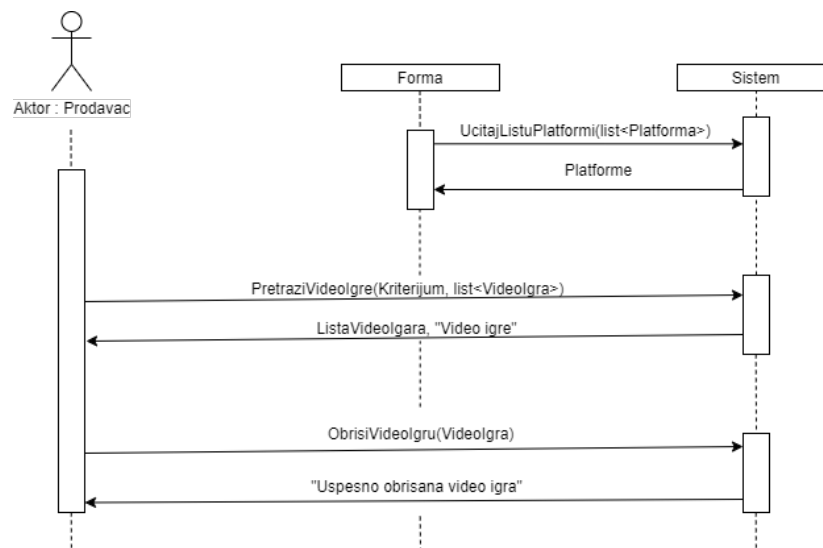 Aktor : Prodavac
Forma
Sistem
UcitajListuPlatformi(list<Platforma>)
Platforme
PretraziVideoIgre(Kriterijum, list<VideoIgra>)
ListaVideoIgara, "Video igre"
ObrisiVideoIgru(VideoIgra)
"Uspesno obrisana video igra"